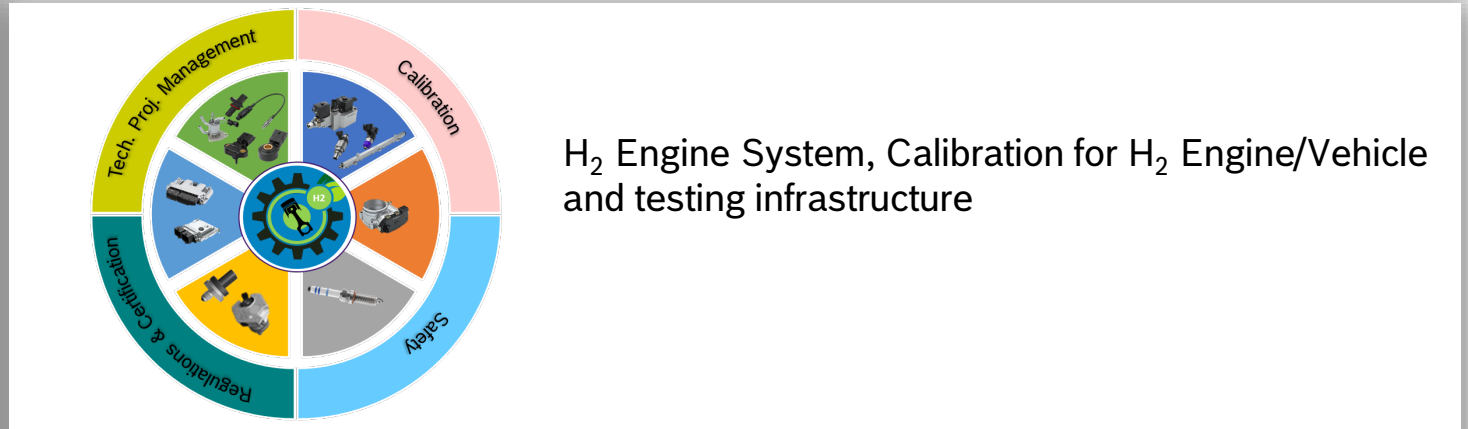 Tech. Proj. Management
Calibration
H2
Regulations & Certification
Safety
H₂ Engine System, Calibration for H₂ Engine/Vehicle
and testing infrastructure